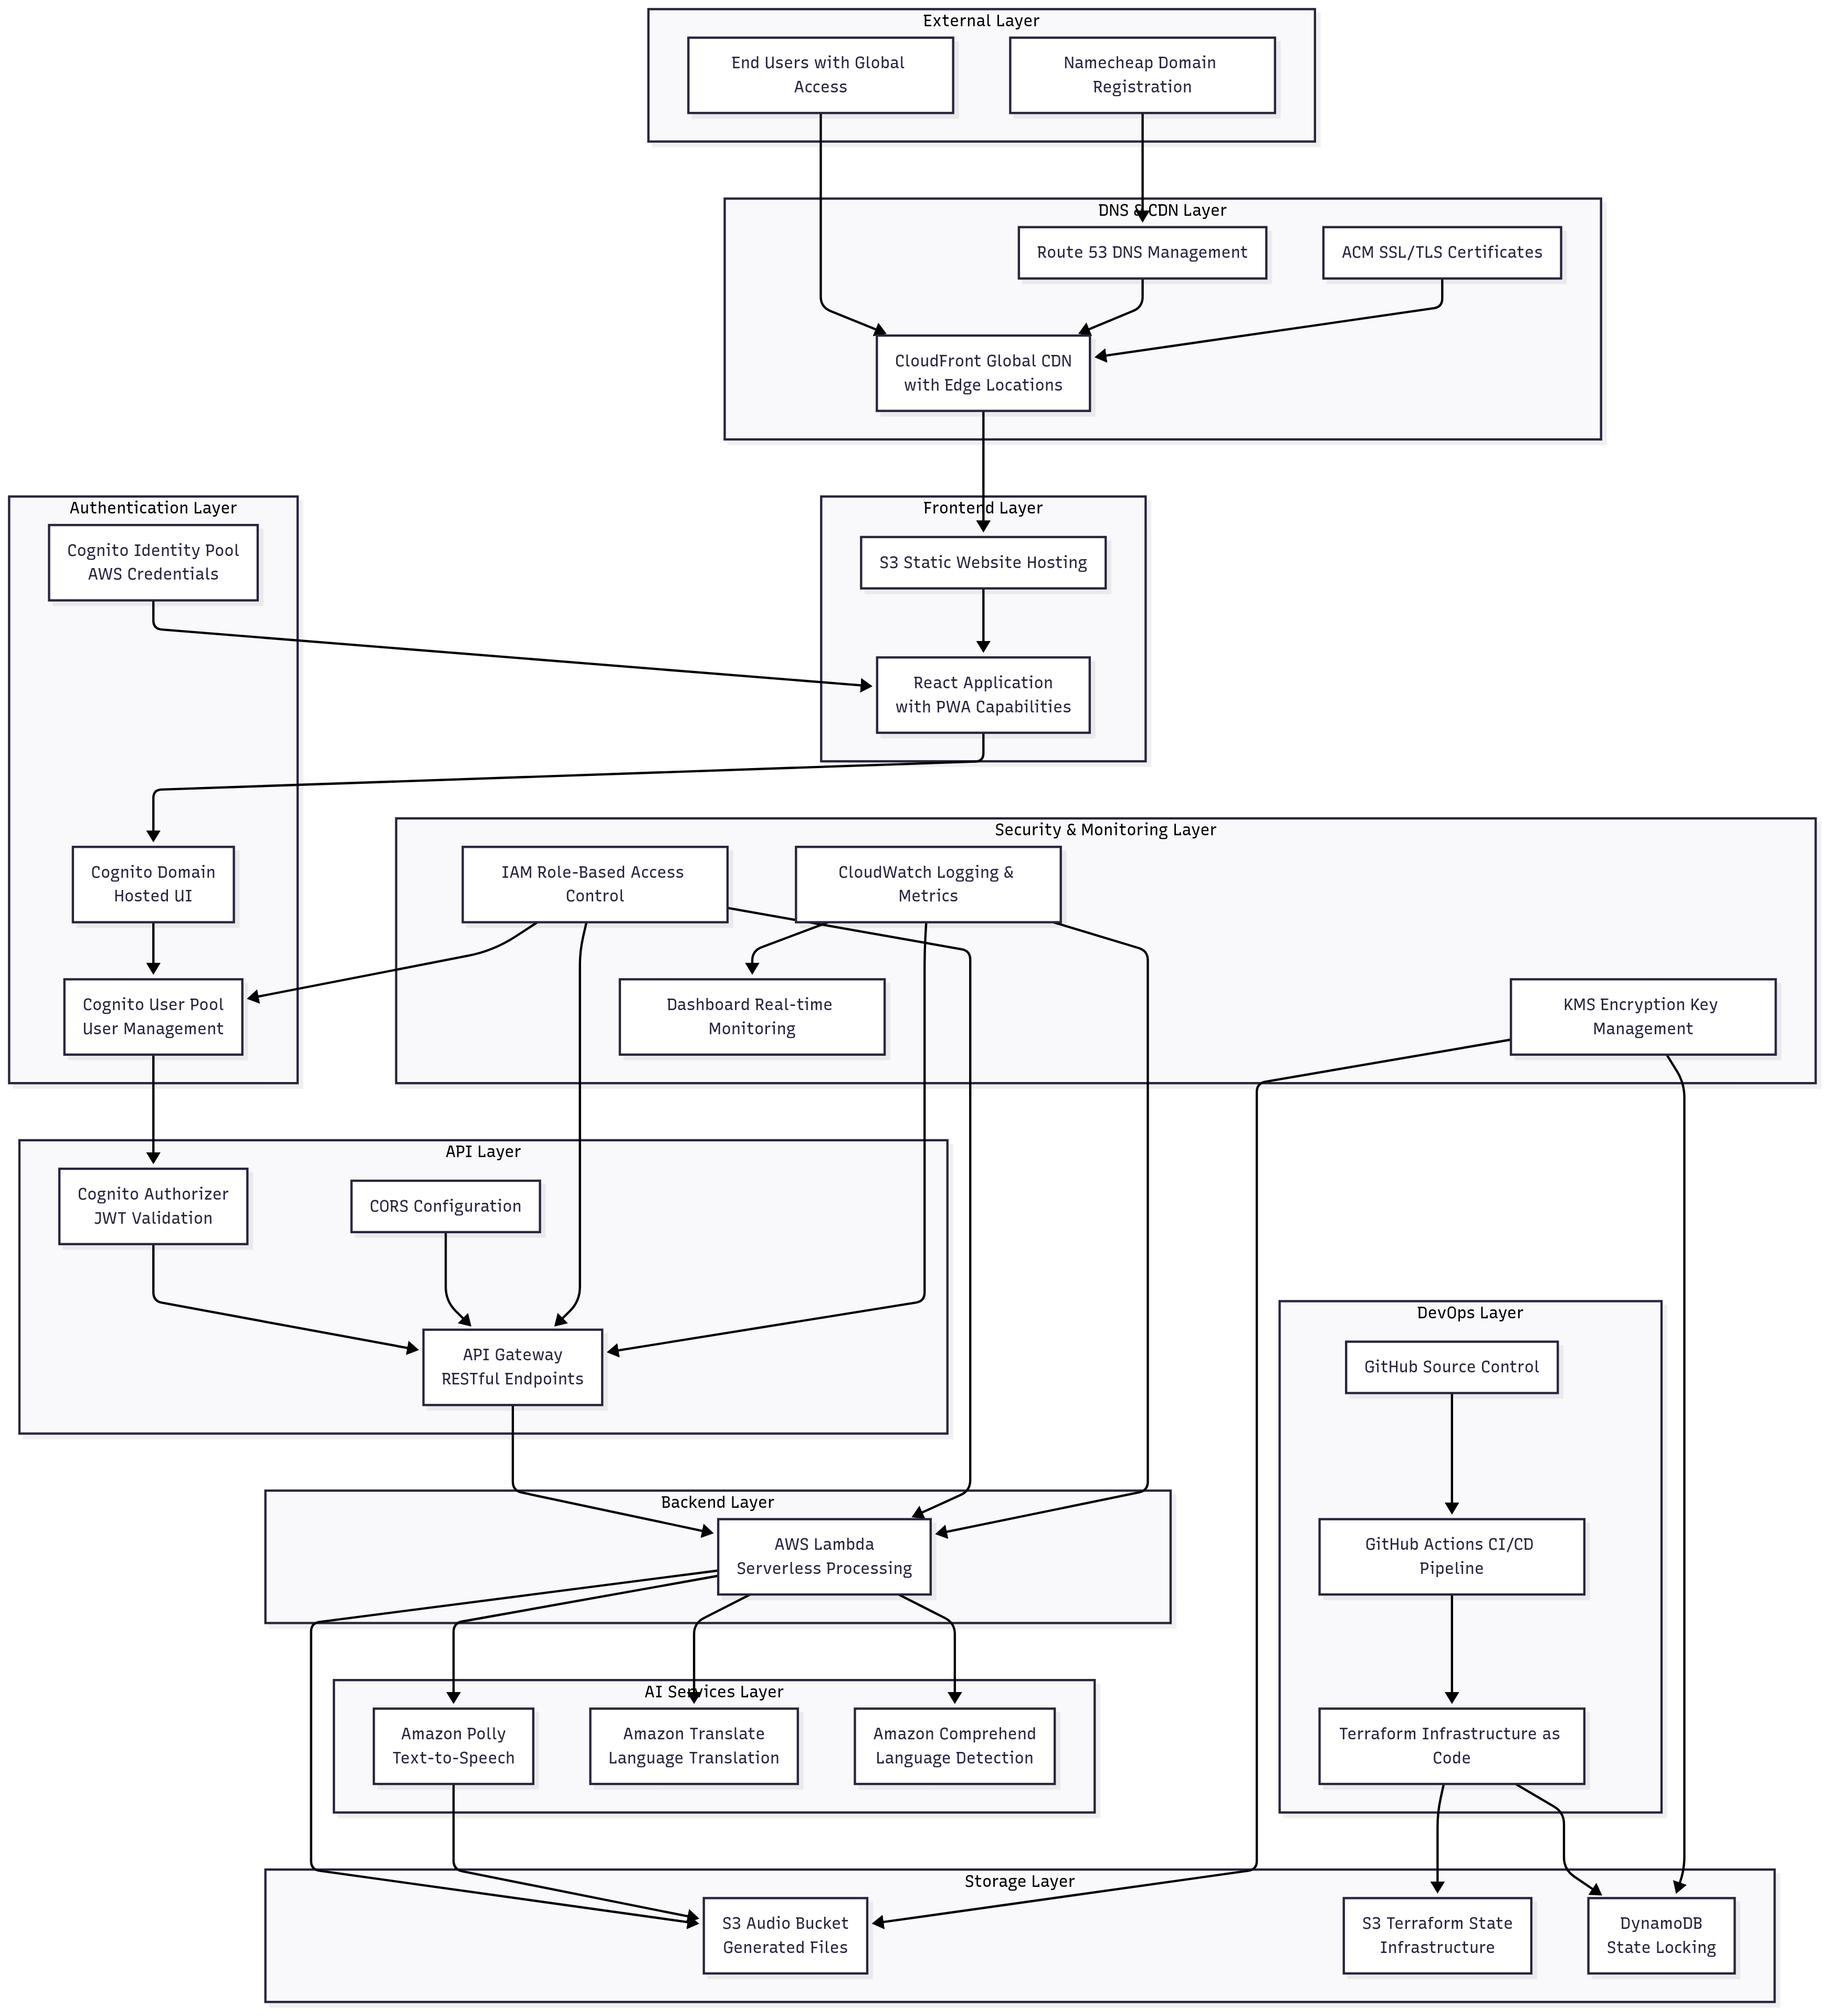 External Layer
End Users with Global
Access
Namecheap Domain
Registration
DNS & CDN Layer
Route 53 DNS Management
ACM SSL/TLS Certificates
CloudFront Global CDN
with Edge Locations
Authentication Layer
Cognito Identity Pool
AWS Credentials
Frontend Layer
S3 Static Website Hosting
React Application
with PWA Capabilities
Cognito Domain
Hosted UI
Cognito User Pool
User Management
Security & Monitoring Layer
IAM Role-Based Access
Control
CloudWatch Logging &
Metrics
Dashboard Real-time
Monitoring
KMS Encryption Key
Management
API Layer
Cognito Authorizer
JWT Validation
CORS Configuration
API Gateway
RESTful Endpoints
DevOps Layer
GitHub Source Control
GitHub Actions CI/CD
Pipeline
Terraform Infrastructure as
Code
Backend Layer
AWS Lambda
Serverless Processing
AI Services Layer
Amazon Polly
Text-to-Speech
Amazon Translate
Language Translation
Amazon Comprehend
Language Detection
Storage Layer
S3 Audio Bucket
Generated Files
S3 Terraform State
Infrastructure
DynamoDB
State Locking